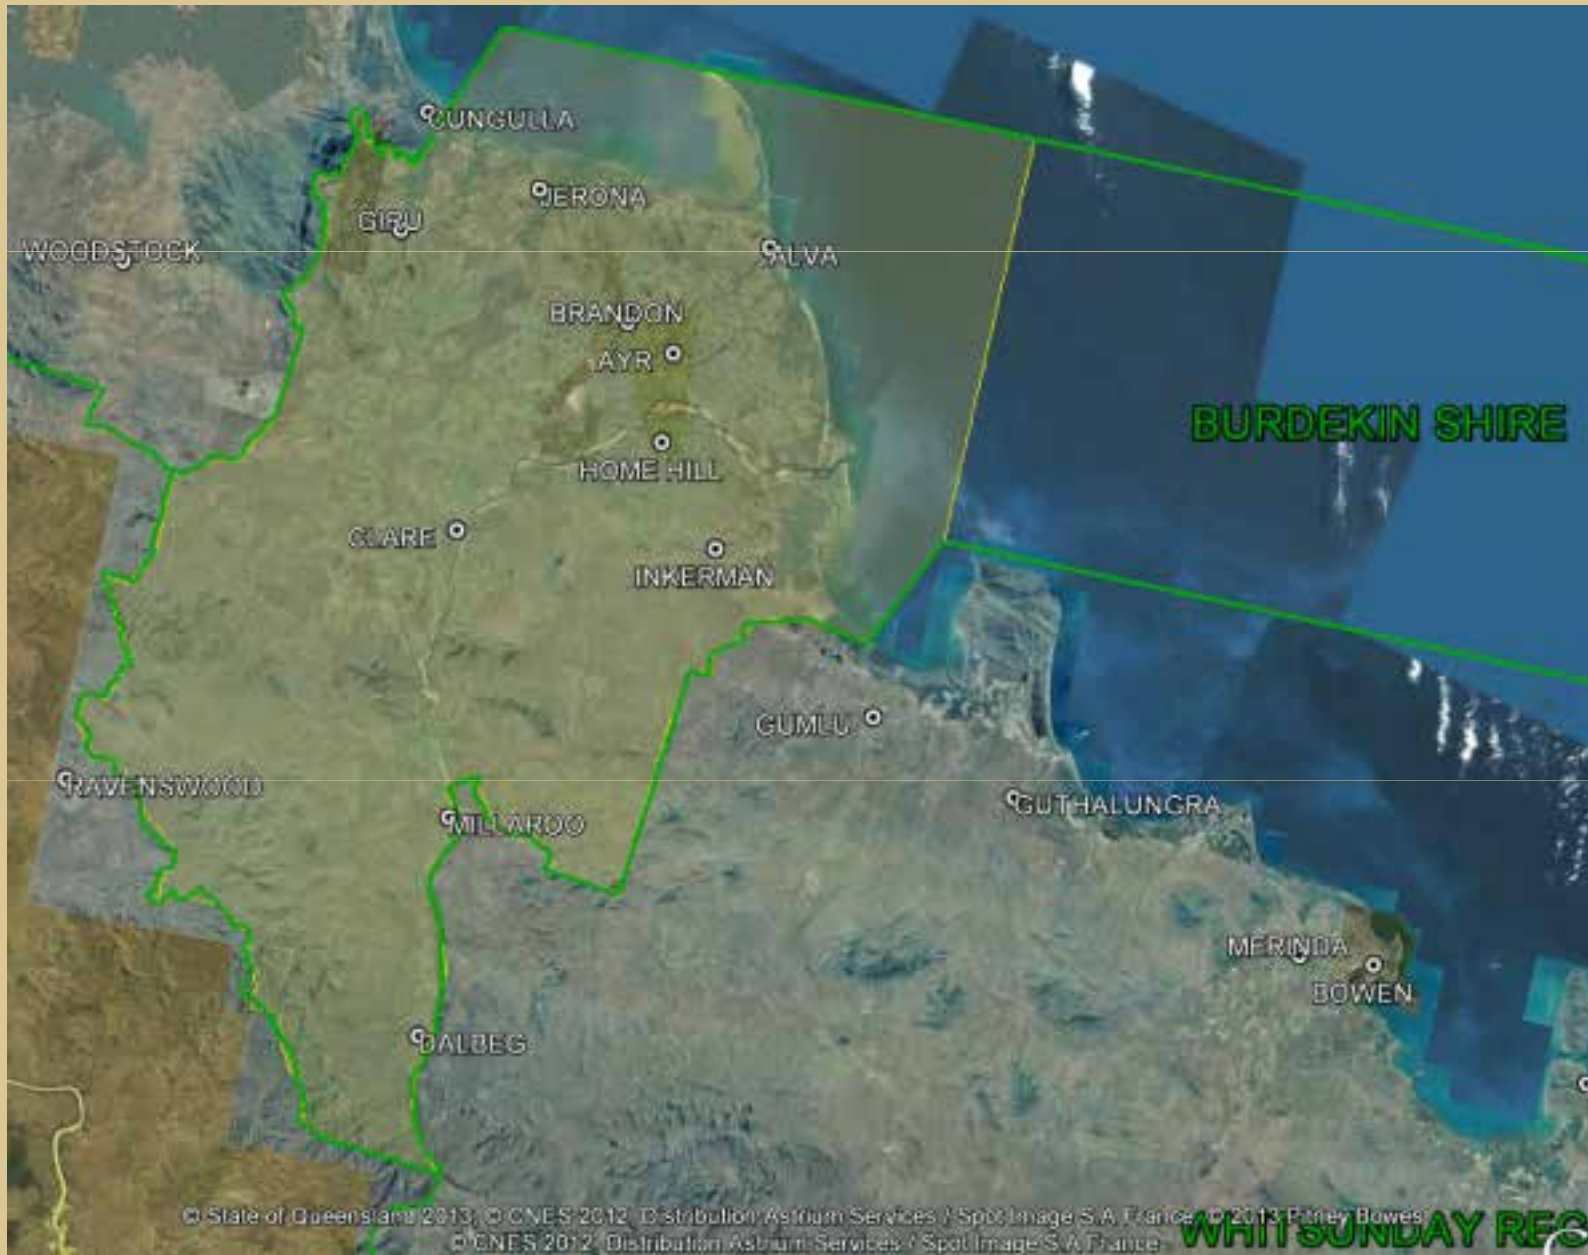 CUNGULLA
JERONA
GIRU
WOODSTOCK
ALVA
BRANDON
AYR
BURDEKIN SHIRE
HOME HILL
CLARE
INKERMAN
GUMLU
RAVENSWOOD
GUTHALUNGRA
MILLAROO
MERINDA
BOWEN
DALBEG
© State of Queensland 2013, © CNES 2012, Distribution Astrium Services / Spot Image S.A. France, © 2013 Pitney Bowes
WHITSUNDAY REG
© CNES 2012, Distribution Astrium Services / Spot Image S.A. France